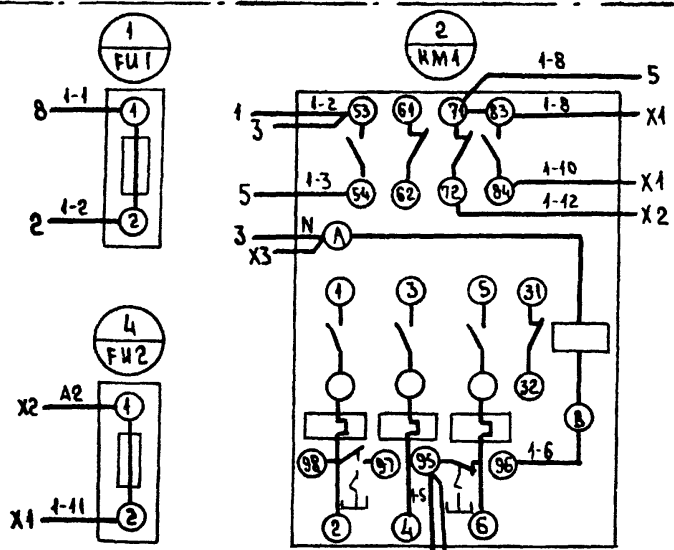 1
FU1
2
KM1
8 1-1 1
2 1-2 2
1 1-2 53 61 71 83 1-8 5
3 1-8 X1
5 1-3 54 62 72 84 1-10 X1
1-12 X2
3 N A
X3
1 3 5 31
4
FU2
32
X2 A2 1
B
98 97 95 96 1-6
X1 1-11 2
1-5
2 4 6